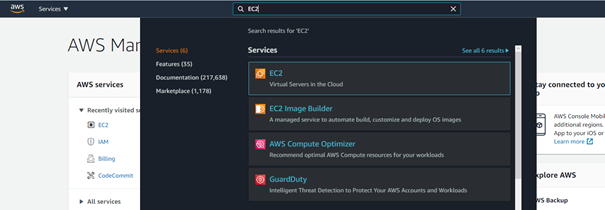 aws
Services
EC2
AWS Man
Search results for 'EC2'
Services (6)
Features (35)
Documentation (217,638)
Marketplace (1,178)
Services
See all 6 results
EC2
Virtual Servers in the Cloud
EC2 Image Builder
A managed service to automate build, customize and deploy OS images
AWS Compute Optimizer
Recommend optimal AWS Compute resources for your workloads
GuardDuty
Intelligent Threat Detection to Protect Your AWS Accounts and Workloads
AWS services
Recently visited s
EC2
IAM
Billing
CodeCommit
All services
tay connected to yo
AWS Console Mobil
additional regions.
App to your iOS or
Learn more
xplore AWS
AWS Backup